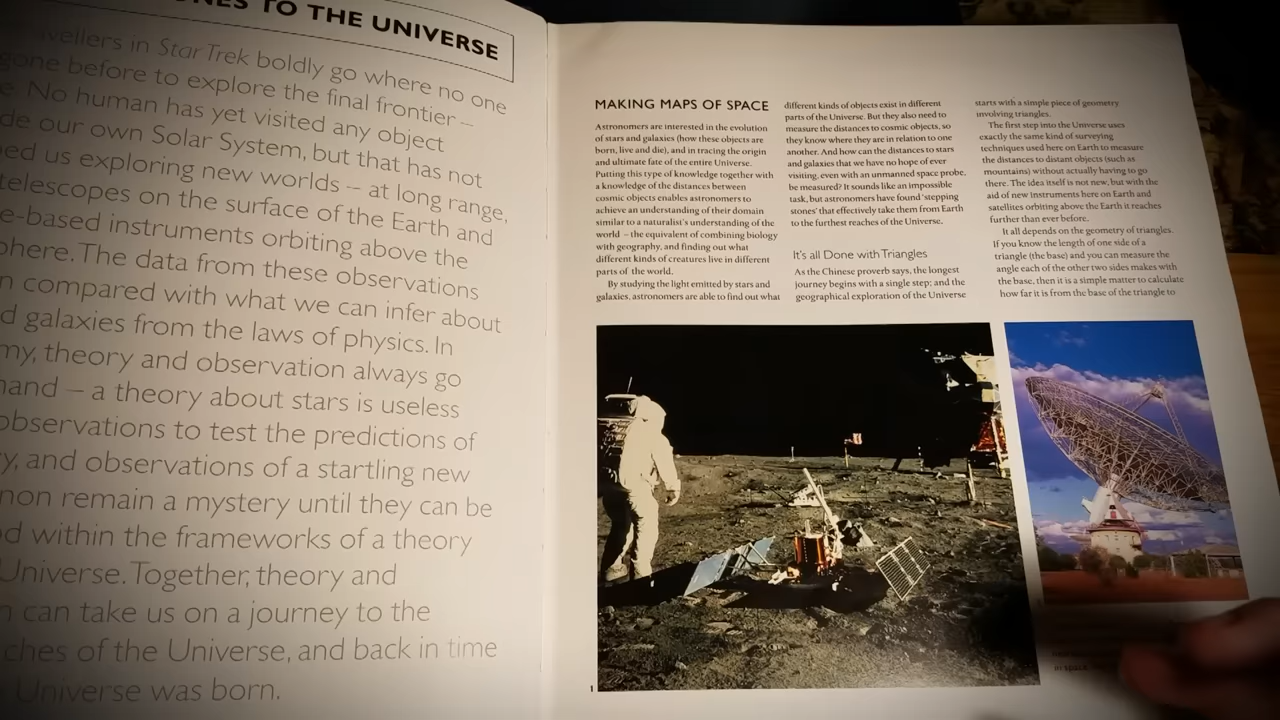 TO THE UNIVERSE
in Star Trek boldly go where no one
gone before to explore the final frontier –
No human has yet visited any object
our own Solar System, but that has not
us exploring new worlds – at long range,
telescopes on the surface of the Earth and
-based instruments orbiting above the
The data from these observations
compared with what we can infer about
galaxies from the laws of physics. In
theory and observation always go
hand – a theory about stars is useless
observations to test the predictions of
and observations of a startling new
remain a mystery until they can be
within the frameworks of a theory
Universe. Together, theory and
can take us on a journey to the
of the Universe, and back in time
Universe was born.
MAKING MAPS OF SPACE
Astronomers are interested in the evolution
of stars and galaxies (how these objects are
born, live and die), and in tracing the origin
and ultimate fate of the entire Universe.
Putting this type of knowledge together with
a knowledge of the distances between
cosmic objects enables astronomers to
achieve an understanding of their domain
similar to a naturalist's understanding of the
world – the equivalent of combining biology
with geography, and finding out what
different kinds of creatures live in different
parts of the world.
By studying the light emitted by stars and
galaxies, astronomers are able to find out what
different kinds of objects exist in different
parts of the Universe. But they also need to
measure the distances to cosmic objects, so
they know where they are in relation to one
another. And how can the distances to stars
and galaxies that we have no hope of ever
visiting, even with an unmanned space probe,
be measured? It sounds like an impossible
task, but astronomers have found 'stepping
stones' that effectively take them from Earth
to the furthest reaches of the Universe.
It's all Done with Triangles
As the Chinese proverb says, the longest
journey begins with a single step; and the
geographical exploration of the Universe
starts with a simple piece of geometry
involving triangles.
The first step into the Universe uses
exactly the same kind of surveying
techniques used here on Earth to measure
the distances to distant objects (such as
mountains) without actually having to go
there. The idea itself is not new, but with the
aid of new instruments here on Earth and
satellites orbiting above the Earth it reaches
further than ever before.
It all depends on the geometry of triangles.
If you know the length of one side of a
triangle (the base) and you can measure the
angle each of the other two sides makes with
the base, then it is a simple matter to calculate
how far it is from the base of the triangle to
1
in space